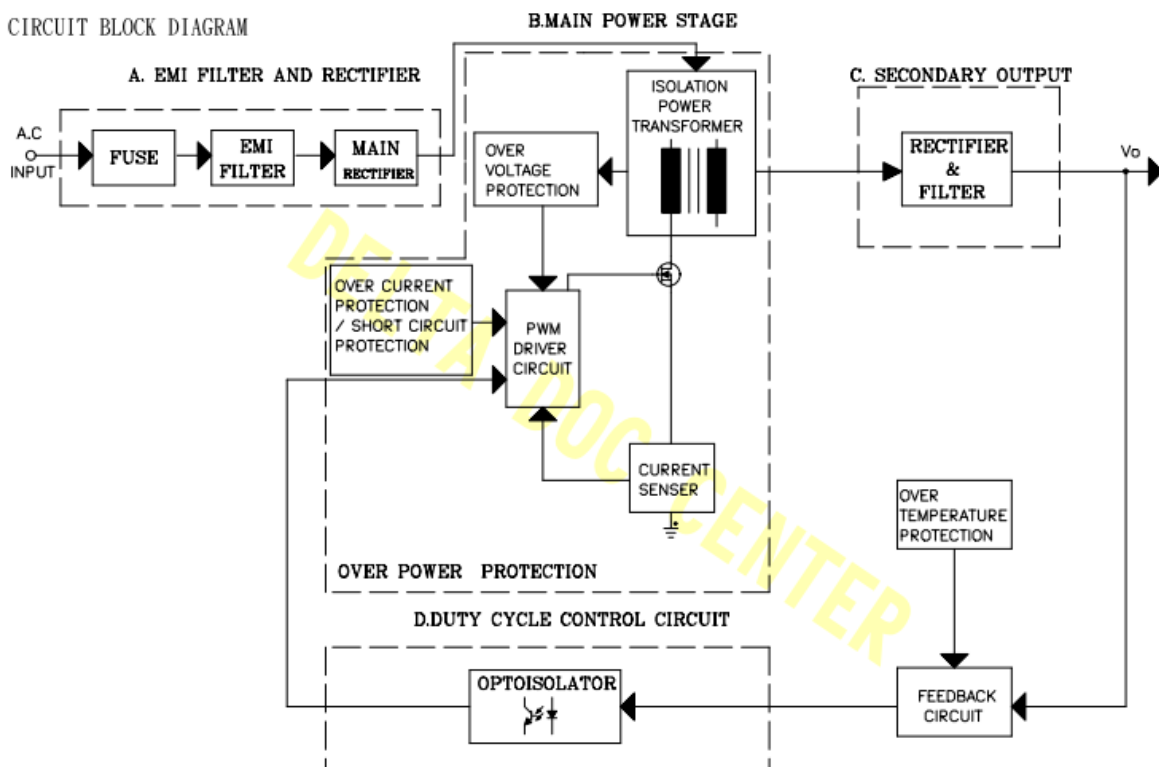 CIRCUIT BLOCK DIAGRAM
B.MAIN POWER STAGE
A. EMI FILTER AND RECTIFIER
C. SECONDARY OUTPUT
A.C
INPUT
FUSE
EMI
FILTER
MAIN
RECTIFIER
ISOLATION
POWER
TRANSFORMER
OVER
VOLTAGE
PROTECTION
RECTIFIER
&
FILTER
Vo
OVER CURRENT
PROTECTION
/ SHORT CIRCUIT
PROTECTION
PWM
DRIVER
CIRCUIT
CURRENT
SENSER
OVER
TEMPERATURE
PROTECTION
OVER POWER PROTECTION
D.DUTY CYCLE CONTROL CIRCUIT
OPTOISOLATOR
FEEDBACK
CIRCUIT
DELTA DOC CENTER